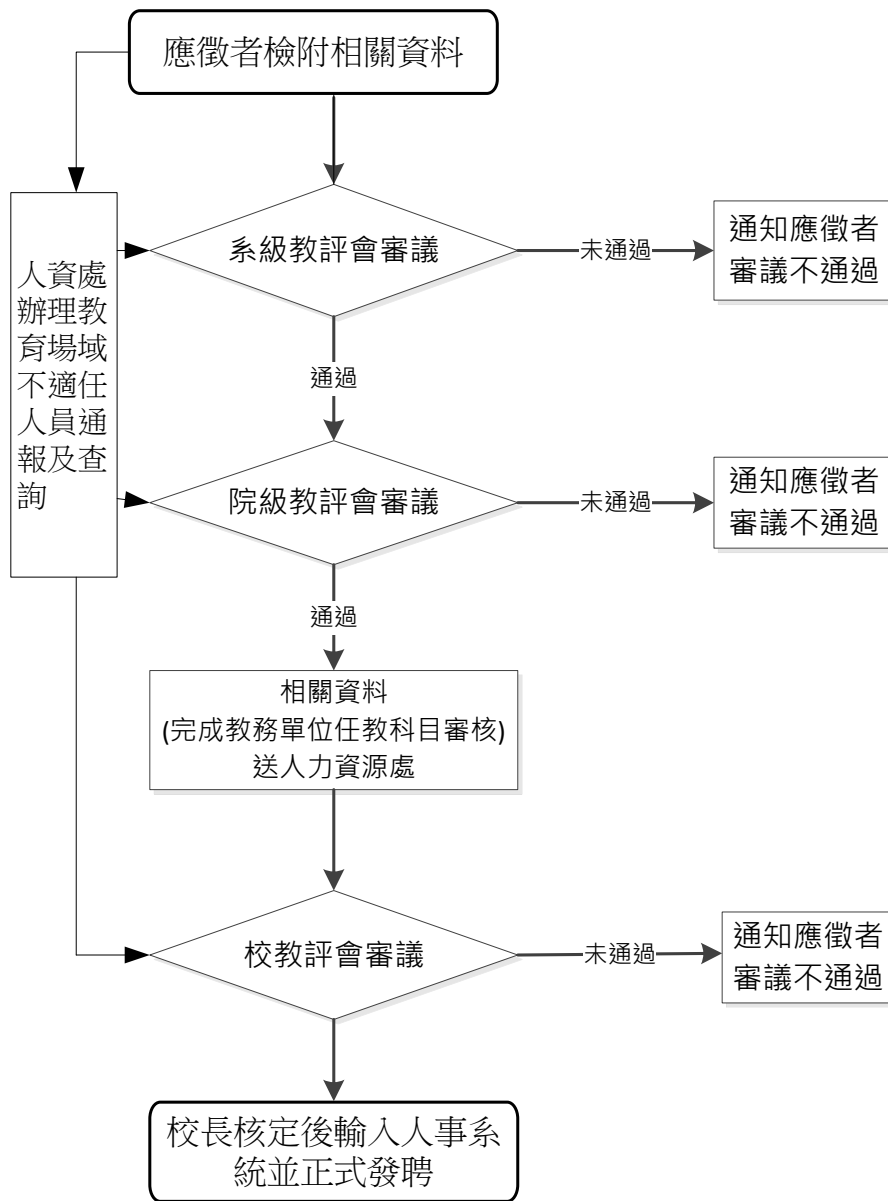 應徵者檢附相關資料
人資處
辦理教
育場域
不適任
人員通
報及查
詢
系級教評會審議
未通過
通知應徵者
審議不通過
通過
院級教評會審議
未通過
通知應徵者
審議不通過
通過
相關資料
(完成教務單位任教科目審核)
送人力資源處
校教評會審議
未通過
通知應徵者
審議不通過
校長核定後輸入人事系
統並正式發聘